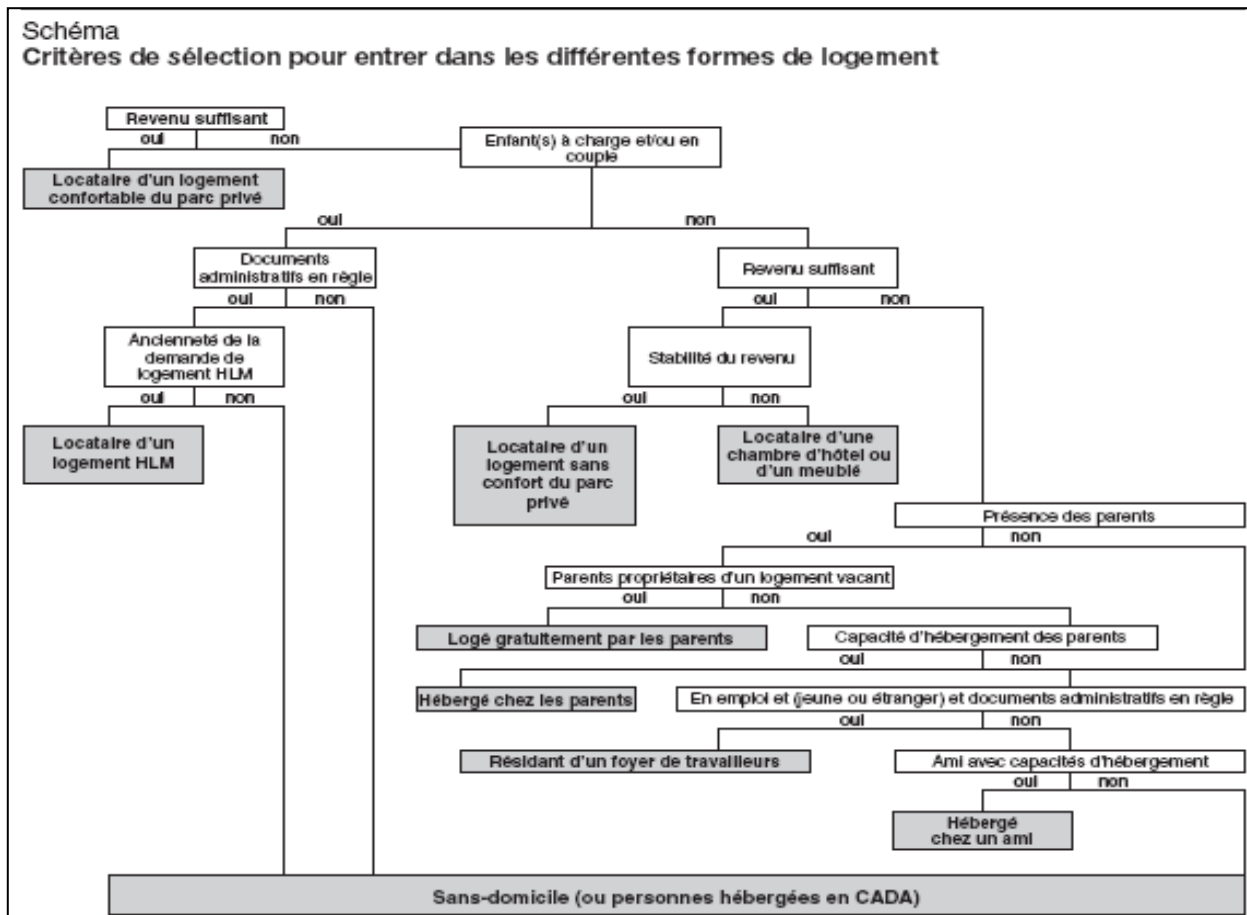 Schéma
Critères de sélection pour entrer dans les différentes formes de logement
Revenu suffisant
oui
non
Enfant(s) à charge et/ou en
couple
Locataire d'un logement
confortable du parc privé
oui
non
Documents
administratifs en règle
Revenu suffisant
oui
non
oui
non
Ancienneté de la
demande de
logement HLM
Stabilité du revenu
oui
non
oui
non
Locataire d'un
logement HLM
Locataire d'un
logement sans
confort du parc
privé
Locataire d'une
chambre d'hôtel ou
d'un meublé
Présence des parents
oui
non
Parents propriétaires d'un logement vacant
oui
non
Logé gratuitement par les parents
Capacité d'hébergement des parents
oui
non
Hébergé chez les parents
En emploi et (jeune ou étranger) et documents administratifs en règle
oui
non
Résidant d'un foyer de travailleurs
Ami avec capacités d'hébergement
oui
non
Hébergé
chez un ami
Sans-domicile (ou personnes hébergées en CADA)